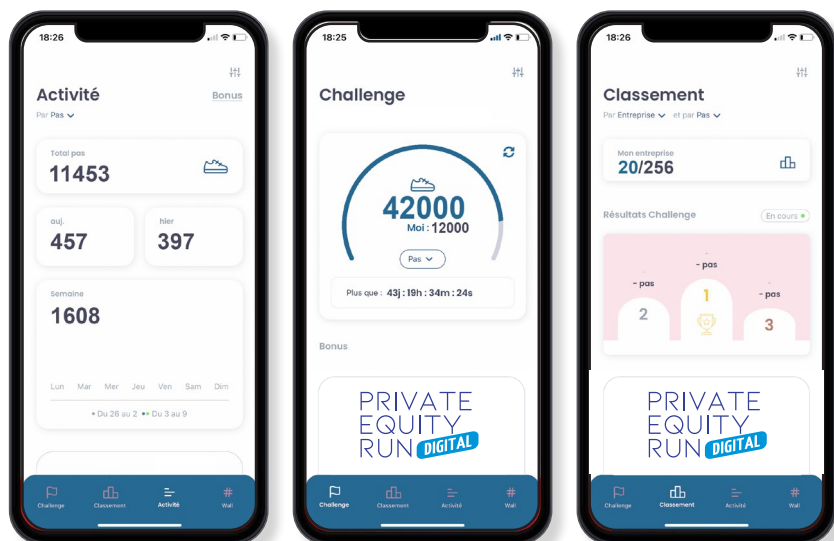 18:26
Activité
Bonus
Par Pas
Total pas
11453
auj.
457
hier
397
Semaine
1608
Lun Mar Mer Jeu Ven Sam Dim
Du 26 au 2 Du 3 au 9
Challenge Classement Activité # Wall
18:25
Challenge
42000
Moi : 12000
Pas
Plus que : 43j : 19h : 34m : 24s
Bonus
PRIVATE
EQUITY
RUN DIGITAL
Challenge Classement Activité # Wall
18:26
Classement
Par Entreprise et par Pas
Mon entreprise
20/256
Résultats Challenge
En cours
- pas
- pas
- pas
1
2
3
PRIVATE
EQUITY
RUN DIGITAL
Challenge Classement Activité # Wall